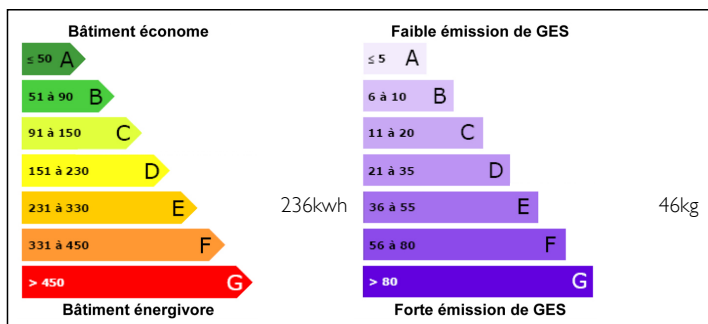 Bâtiment économe
≤ 50 A
51 à 90 B
91 à 150 C
151 à 230 D
231 à 330 E
236kwh
331 à 450 F
> 450 G
Bâtiment énergivore
Faible émission de GES
≤ 5 A
6 à 10 B
11 à 20 C
21 à 35 D
36 à 55 E
46kg
56 à 80 F
> 80 G
Forte émission de GES